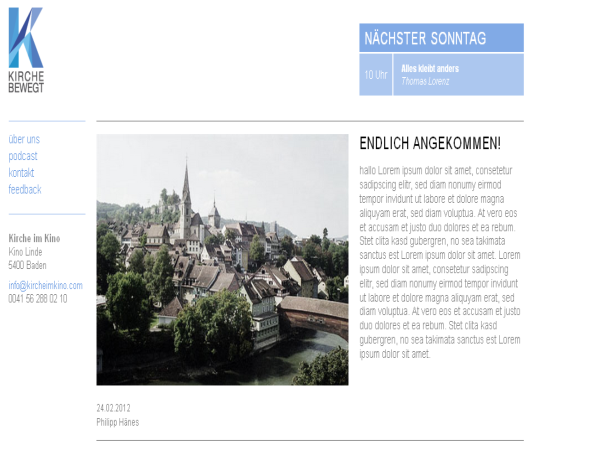 KIRCHE
BEWEGT
NÄCHSTER SONNTAG
10 Uhr
Alles kleibt anders
Thomas Lorenz
über uns
podcast
kontakt
feedback
Kirche im Kino
Kino Linde
5400 Baden
info@kircheimkino.com
0041 56 288 02 10
ENDLICH ANGEKOMMEN!
hallo Lorem ipsum dolor sit amet, consetetur
sadipscing elitr, sed diam nonumy eirmod
tempor invidunt ut labore et dolore magna
aliquyam erat, sed diam voluptua. At vero eos
et accusam et justo duo dolores et ea rebum.
Stet clita kasd gubergren, no sea takimata
sanctus est Lorem ipsum dolor sit amet. Lorem
ipsum dolor sit amet, consetetur sadipscing
elitr, sed diam nonumy eirmod tempor invidunt
ut labore et dolore magna aliquyam erat, sed
diam voluptua. At vero eos et accusam et justo
duo dolores et ea rebum. Stet clita kasd
gubergren, no sea takimata sanctus est Lorem
ipsum dolor sit amet.
24.02.2012
Philipp Hänes